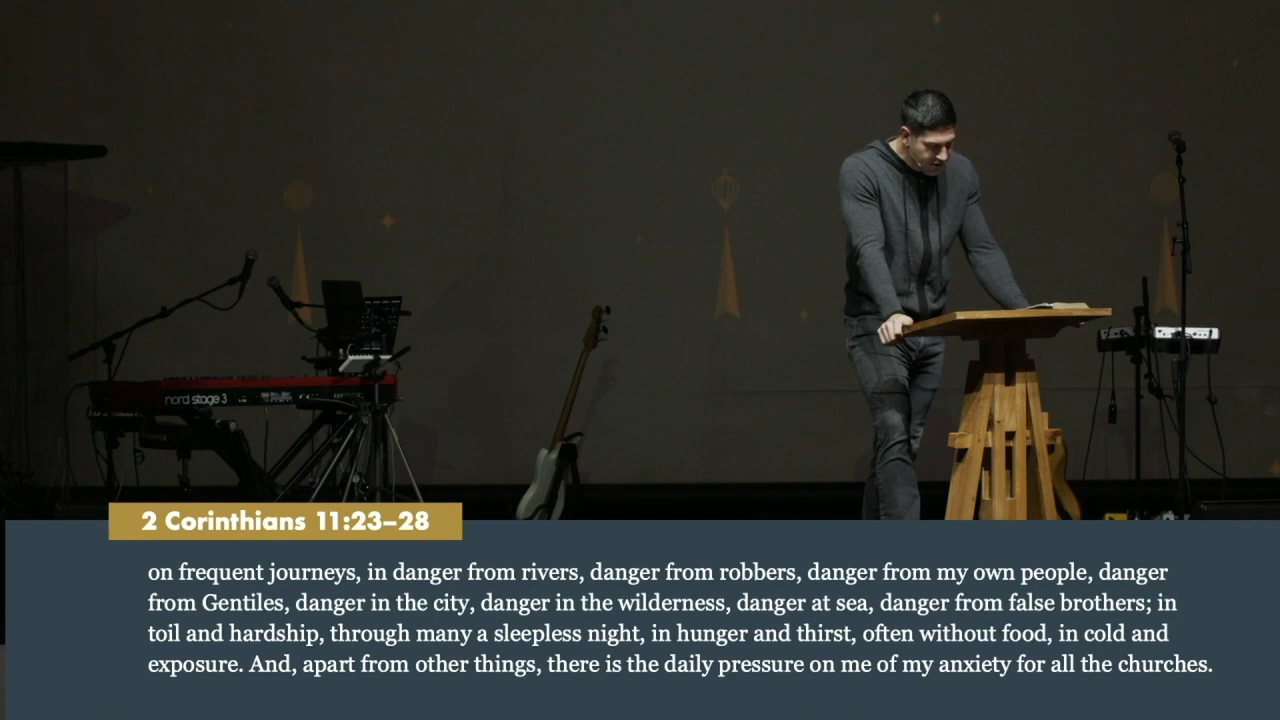 nord stage 3
2 Corinthians 11:23–28
on frequent journeys, in danger from rivers, danger from robbers, danger from my own people, danger
from Gentiles, danger in the city, danger in the wilderness, danger at sea, danger from false brothers; in
toil and hardship, through many a sleepless night, in hunger and thirst, often without food, in cold and
exposure. And, apart from other things, there is the daily pressure on me of my anxiety for all the churches.